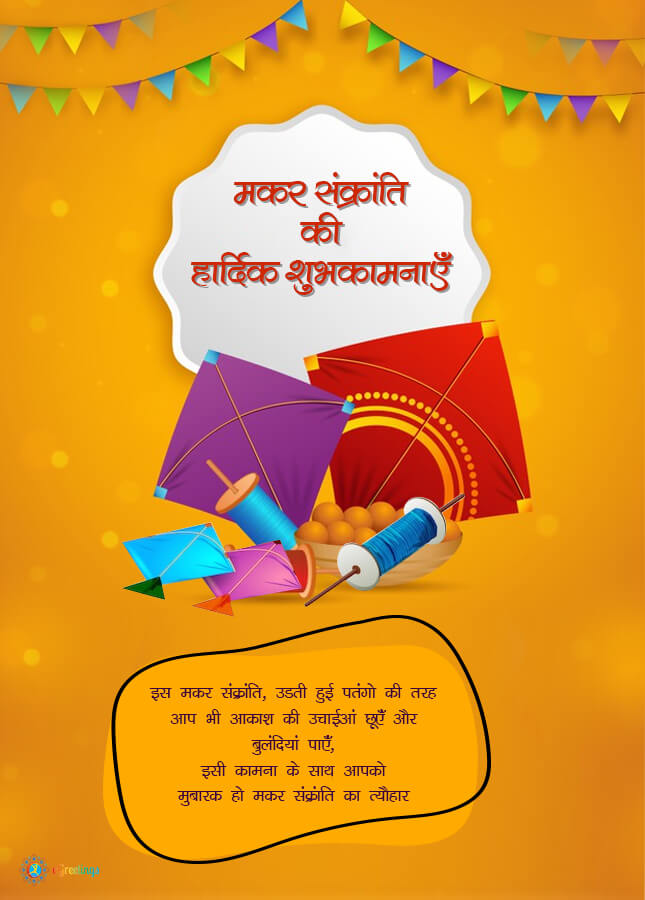 मकर संक्रांति
की
हार्दिक शुभकामनाएँ
इस मकर संक्रांति, उडती हुई पतंगो की तरह
आप भी आकाश की उचाईआं छूएँ और
बुलंदियां पाएँ,
इसी कामना के साथ आपको
मुबारक हो मकर संक्रांति का त्यौहार